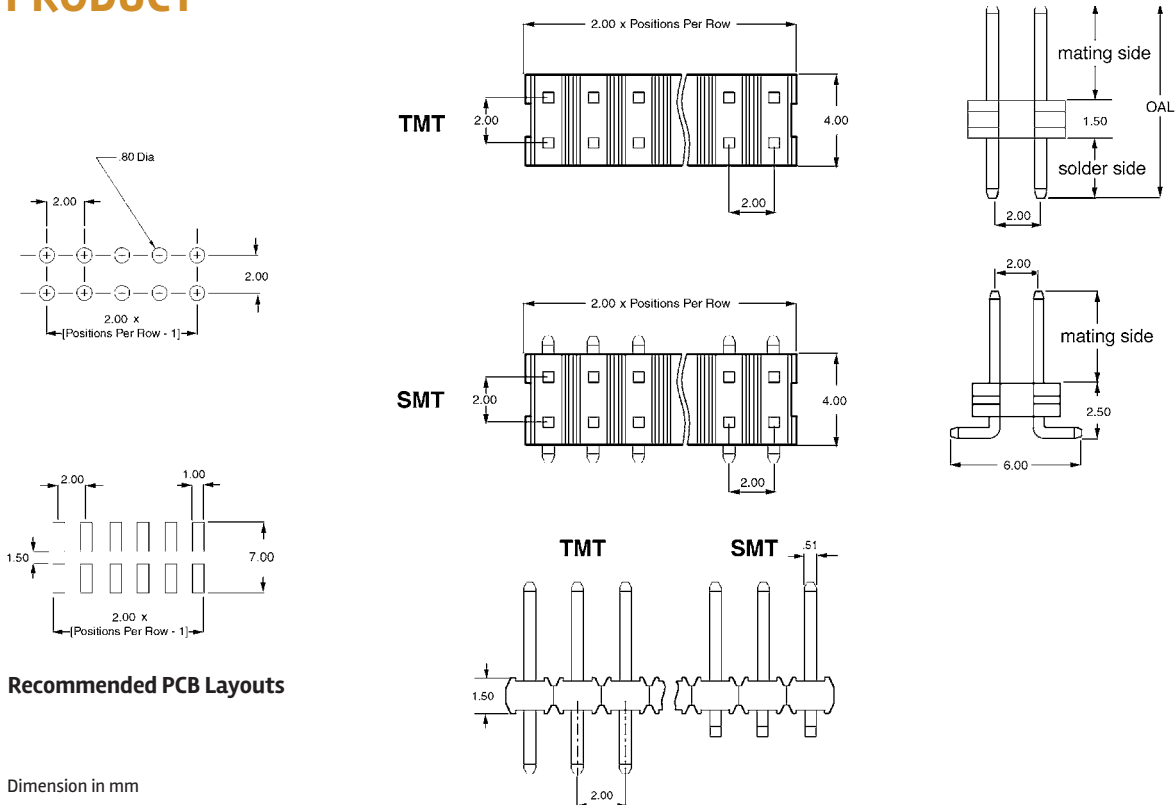 PRODUCT
2.00 x Positions Per Row
TMT
2.00
4.00
2.00
mating side
OAL
1.50
solder side
2.00
.80 Dia
2.00
2.00
2.00 x
[Positions Per Row - 1]
2.00 x Positions Per Row
SMT
2.00
4.00
2.00
2.00
mating side
2.50
6.00
2.00
1.00
1.50
7.00
2.00 x
[Positions Per Row - 1]
TMT
SMT
.51
1.50
2.00
Recommended PCB Layouts
Dimension in mm